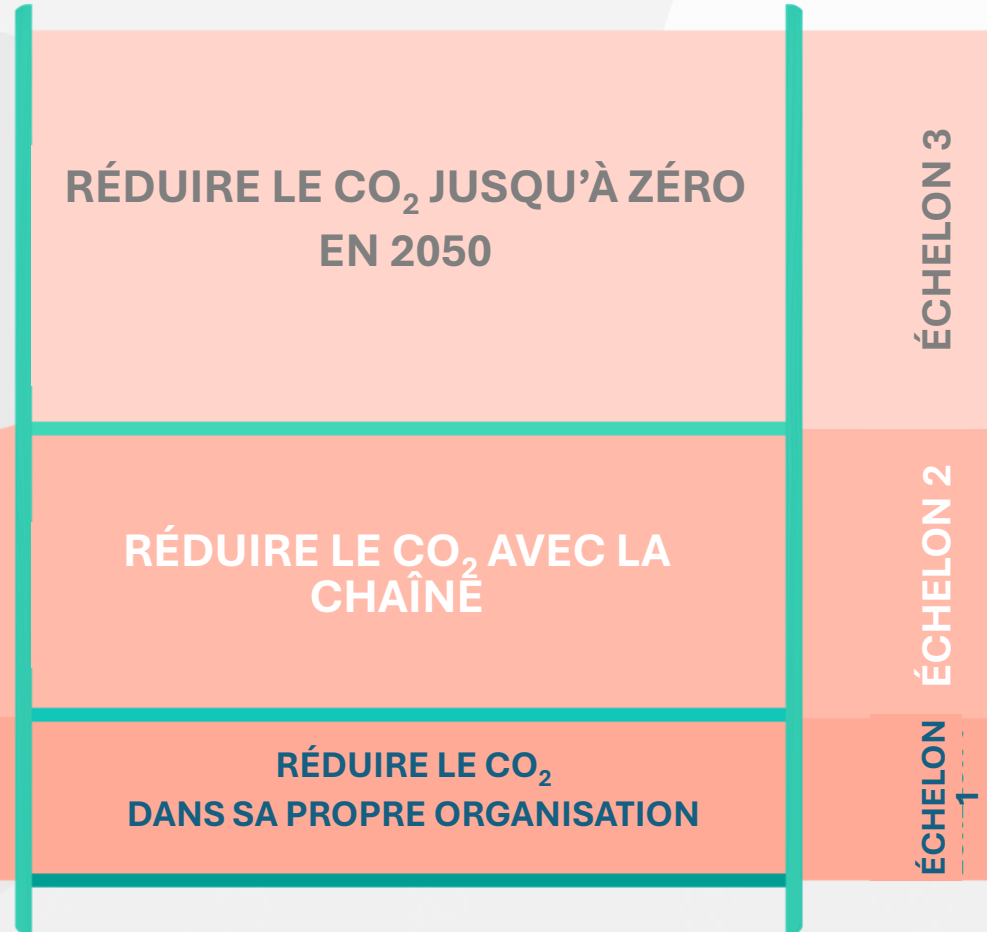 RÉDUIRE LE CO₂ JUSQU’À ZÉRO
EN 2050
ÉCHELON 3
RÉDUIRE LE CO₂ AVEC LA
CHAÎNE
ÉCHELON 2
RÉDUIRE LE CO₂
DANS SA PROPRE ORGANISATION
ÉCHELON
1